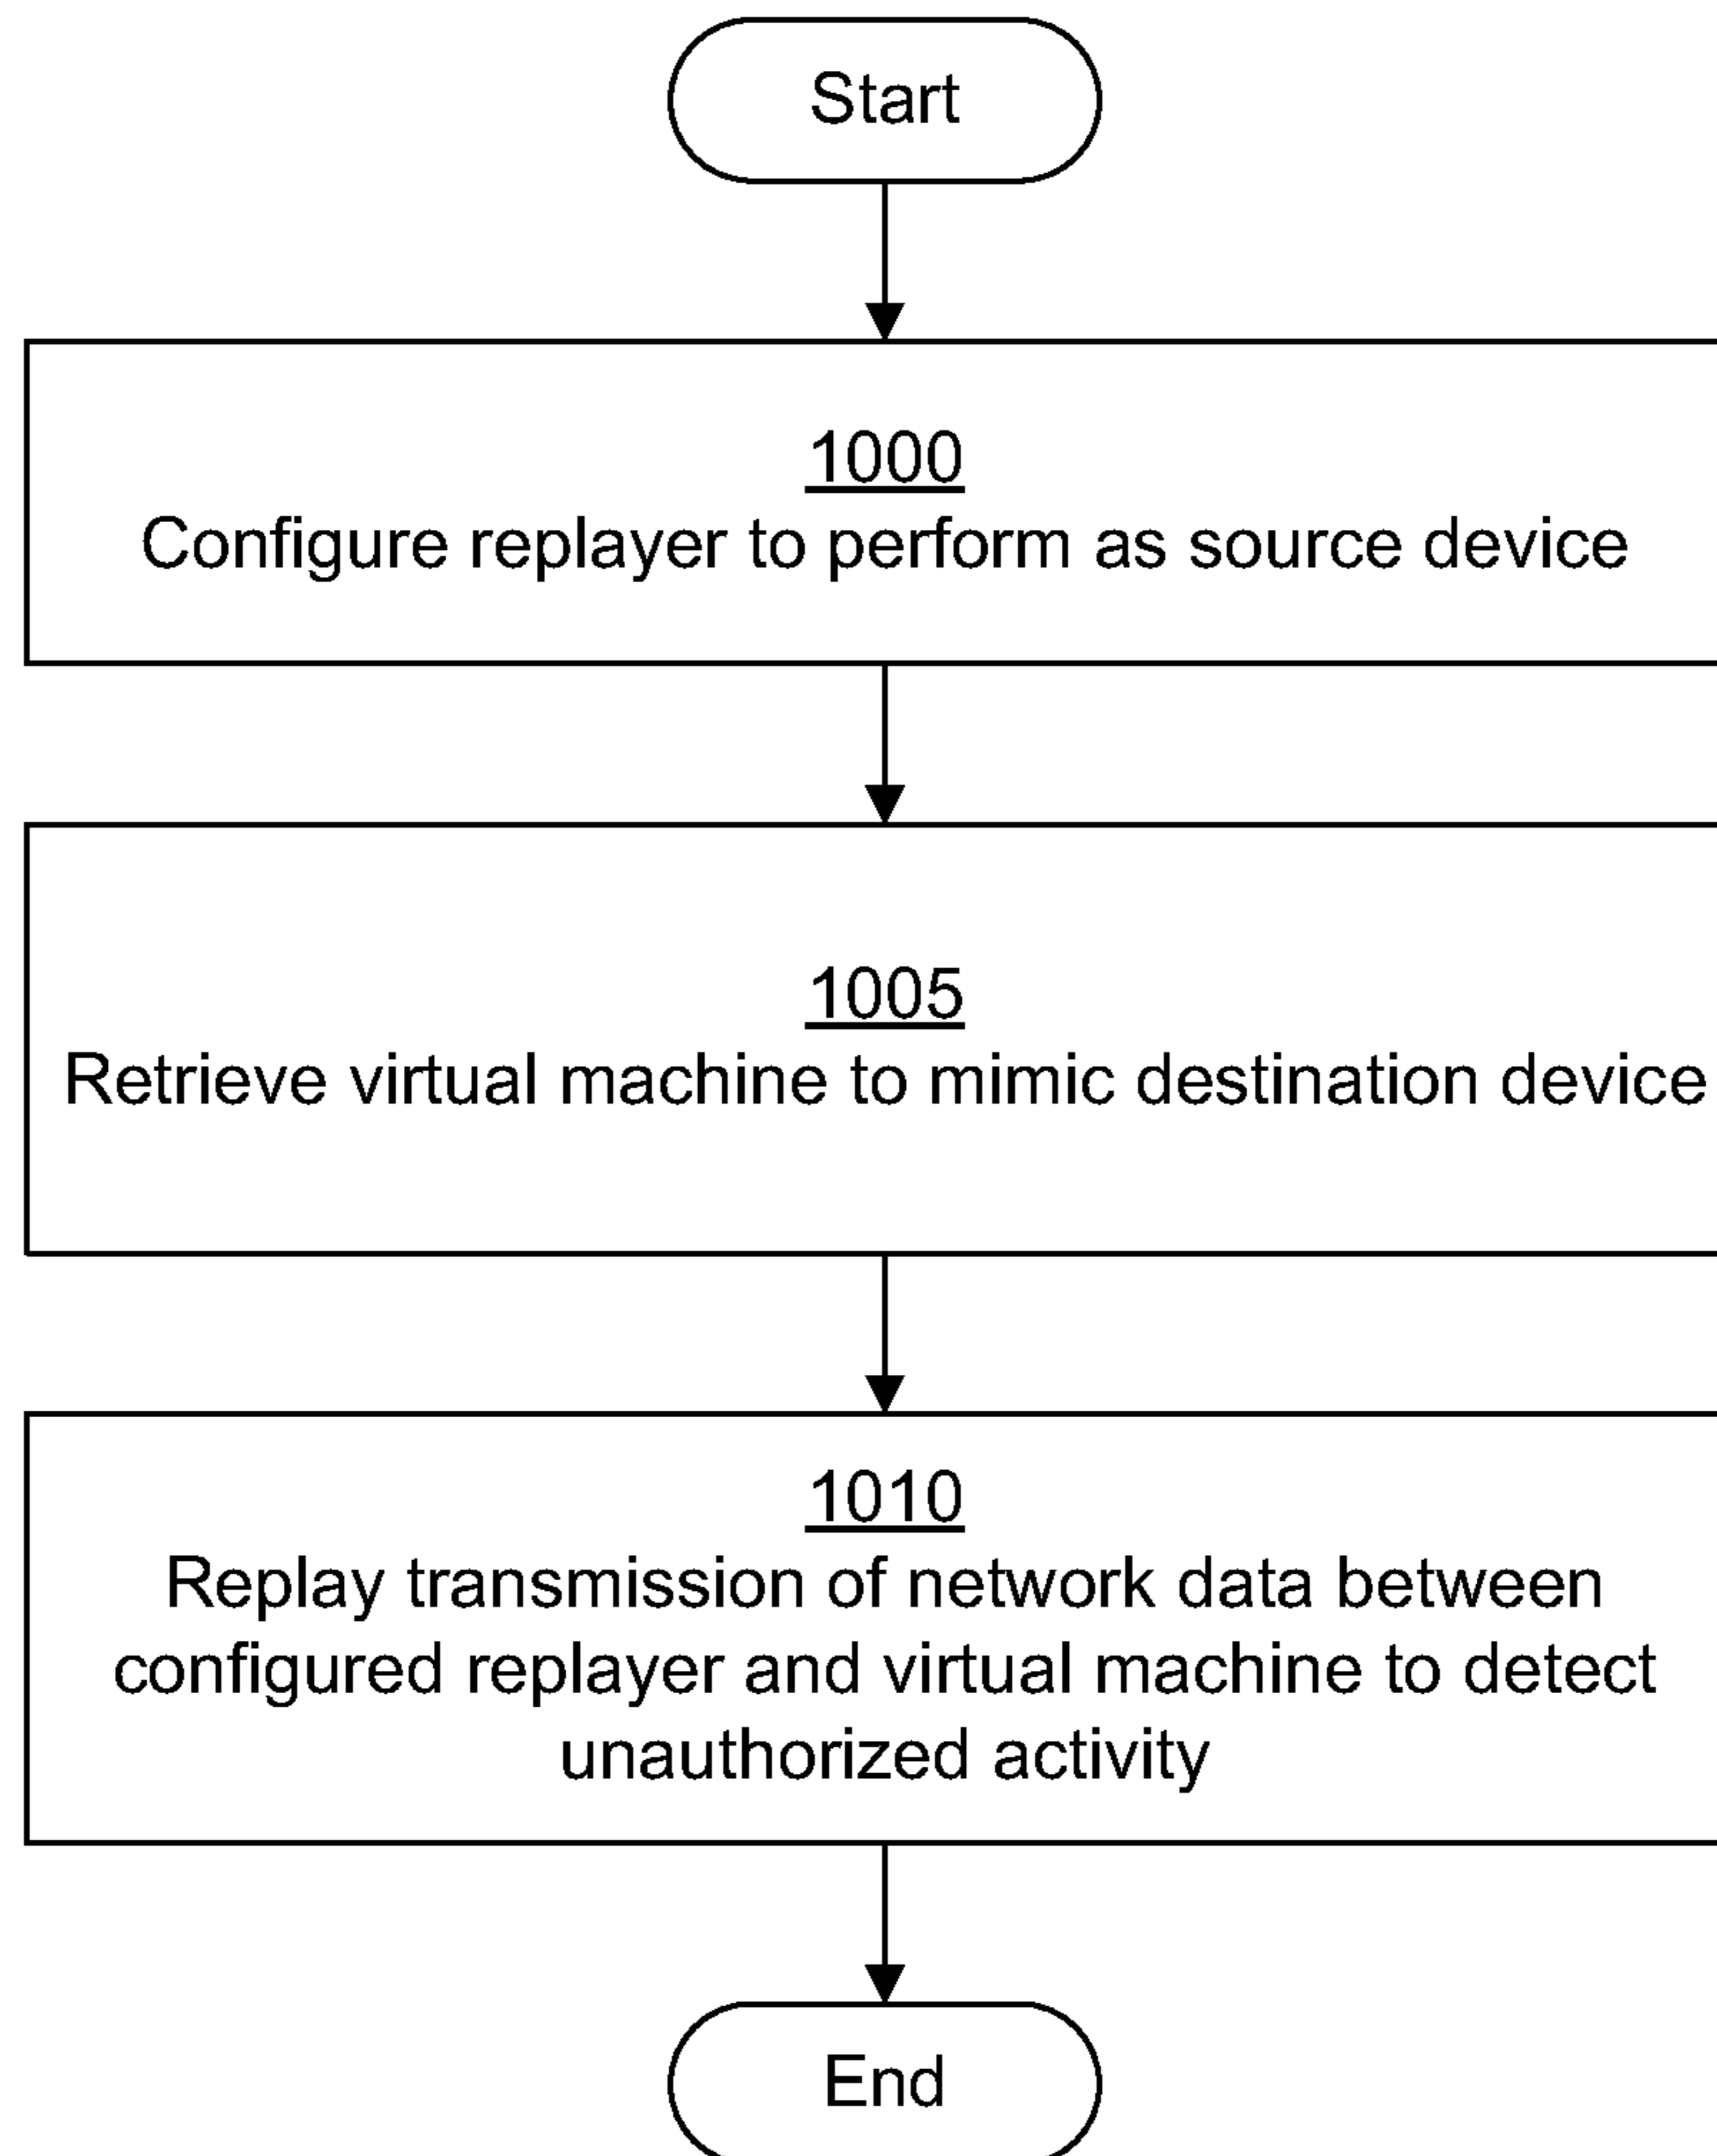 Start
1000
Configure replayer to perform as source device
1005
Retrieve virtual machine to mimic destination device
1010
Replay transmission of network data between
configured replayer and virtual machine to detect
unauthorized activity
End